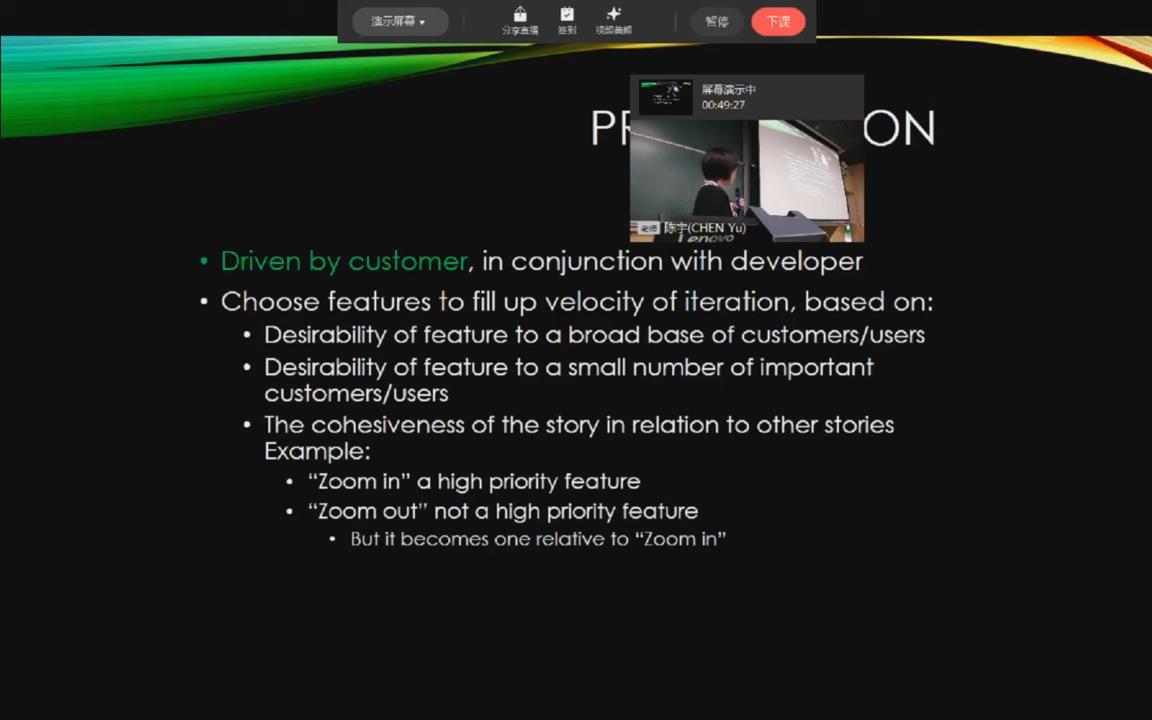 演示屏幕
分享直播
签到
视频美颜
暂停
下课
屏幕演示中
00:49:27
老师 陈宇(CHEN Yu)
Lenovo
• Driven by customer, in conjunction with developer
• Choose features to fill up velocity of iteration, based on:
• Desirability of feature to a broad base of customers/users
• Desirability of feature to a small number of important
customers/users
• The cohesiveness of the story in relation to other stories
Example:
• “Zoom in” a high priority feature
• “Zoom out” not a high priority feature
• But it becomes one relative to “Zoom in”